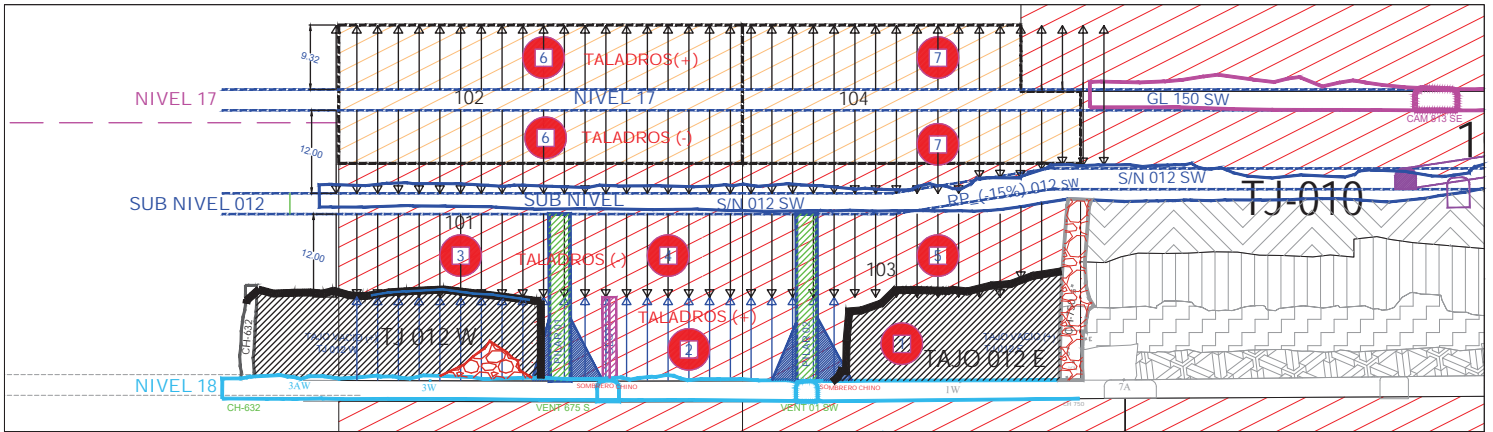 9.32
6
TALADROS(+)
7
NIVEL 17
102
NIVEL 17
104
GL 150 SW
CAM 813 SE
12.00
6
TALADROS (-)
7
1
SUB NIVEL 012
SUB NIVEL
S/N 012 SW
RP. (-15%) 012 SW
S/N 012 SW
TJ-010
101
12.00
3
TALADROS (-)
4
103
5
TALADROS (+)
CH-632
TJ 012 W
2
PILAR 02
1
TAJO 012 E
NIVEL 18
3AW
3W
SOMBRERO CHINO
SOMBRERO CHINO
1W
7A
CH-632
VENT 675 S
VENT 01 SW